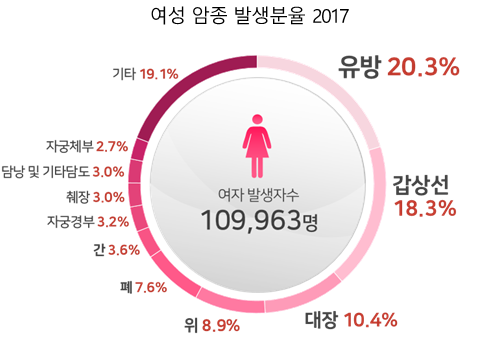 여성 암종 발생분율 2017
유방 20.3%
갑상선
18.3%
대장 10.4%
위 8.9%
폐 7.6%
간 3.6%
자궁경부 3.2%
췌장 3.0%
담낭 및 기타담도 3.0%
자궁체부 2.7%
기타 19.1%
여자 발생자수
109,963명